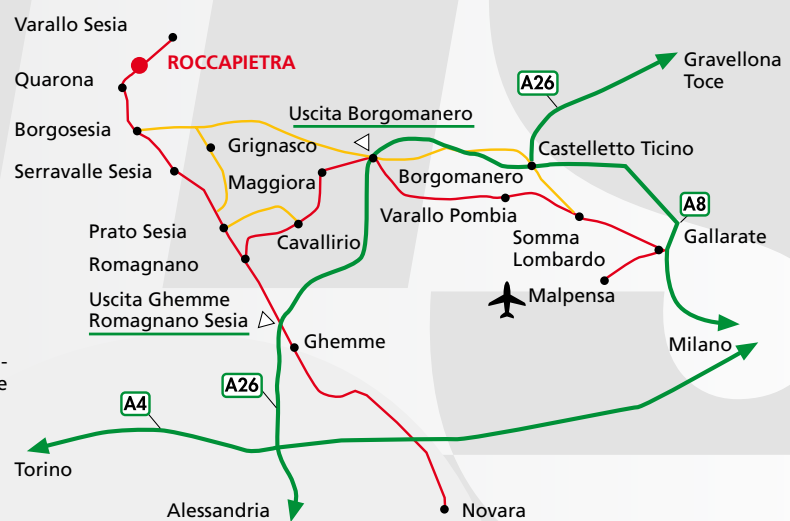 Varallo Sesia
ROCCAPIETRA
Quarona
Borgosesia
Serravalle Sesia
Grignasco
Maggiora
Prato Sesia
Romagnano
Cavallirio
Uscita Borgomanero
Borgomanero
A26
Gravellona
Toce
Castelletto Ticino
Varallo Pombia
Somma
Lombardo
A8
Gallarate
Malpensa
Milano
Uscita Ghemme
Romagnano Sesia
Ghemme
-
e
A26
A4
Torino
Alessandria
Novara